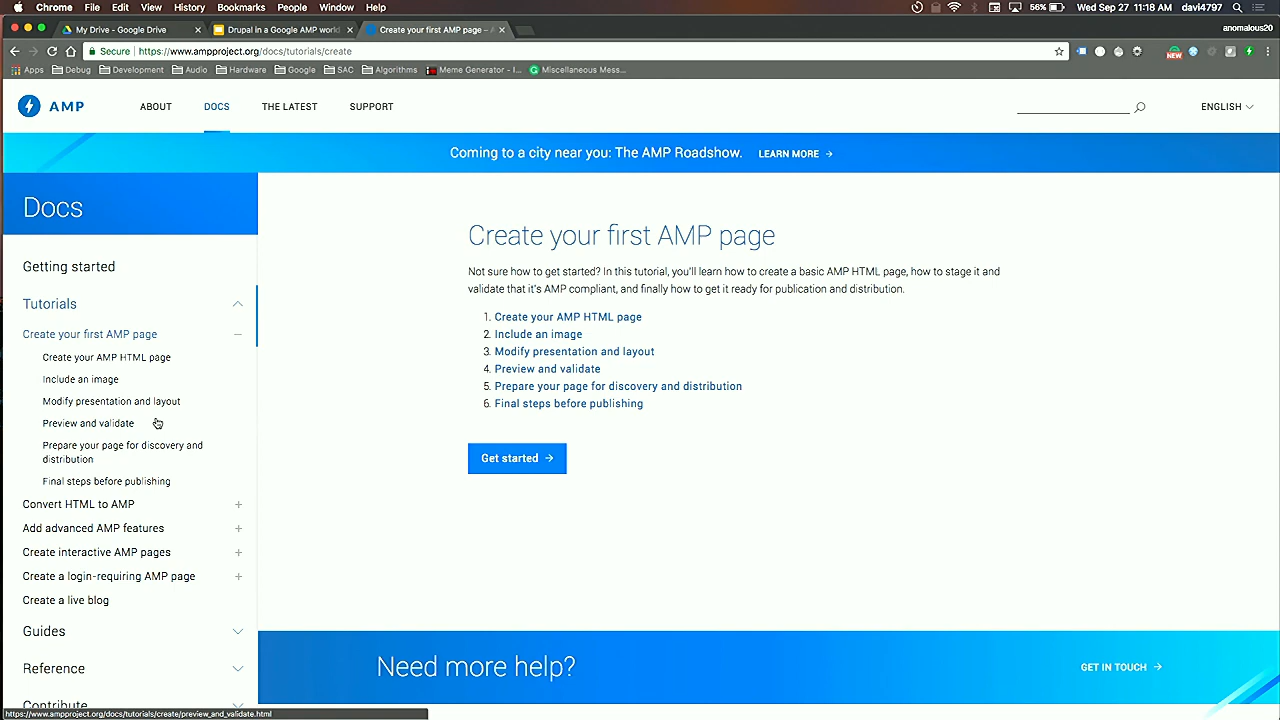 Chrome File Edit View History Bookmarks People Window Help 56% Wed Sep 27 11:18 AM davi4797
My Drive - Google Drive Drupal in a Google AMP world Create your first AMP page – A anomalous20
Secure https://www.ampproject.org/docs/tutorials/create
Apps Debug Development Audio Hardware Google SAC Algorithms Meme Generator - I... Miscellaneous Mess... NEW
AMP ABOUT DOCS THE LATEST SUPPORT ENGLISH
Coming to a city near you: The AMP Roadshow. LEARN MORE →
Docs
Getting started
Tutorials
Create your first AMP page
Create your AMP HTML page
Include an image
Modify presentation and layout
Preview and validate
Prepare your page for discovery and
distribution
Final steps before publishing
Convert HTML to AMP +
Add advanced AMP features +
Create interactive AMP pages +
Create a login-requiring AMP page +
Create a live blog
Guides
Reference
Contribute
Create your first AMP page
Not sure how to get started? In this tutorial, you'll learn how to create a basic AMP HTML page, how to stage it and
validate that it's AMP compliant, and finally how to get it ready for publication and distribution.
1. Create your AMP HTML page
2. Include an image
3. Modify presentation and layout
4. Preview and validate
5. Prepare your page for discovery and distribution
6. Final steps before publishing
Get started →
Need more help? GET IN TOUCH →
https://www.ampproject.org/docs/tutorials/create/preview_and_validate.html